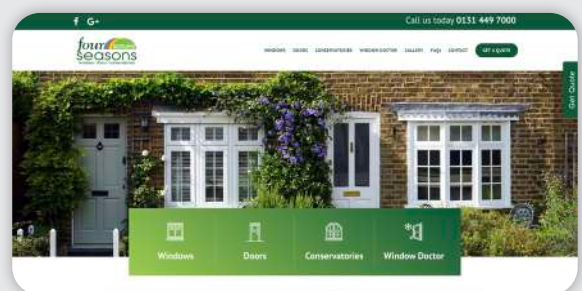 f G+ Call us today 0131 449 7000
four seasons
WINDOWS DOORS CONSERVATORIES WINDOW DOCTOR GALLERY FAQs CONTACT GET A QUOTE
Get Quote
Windows Doors Conservatories Window Doctor